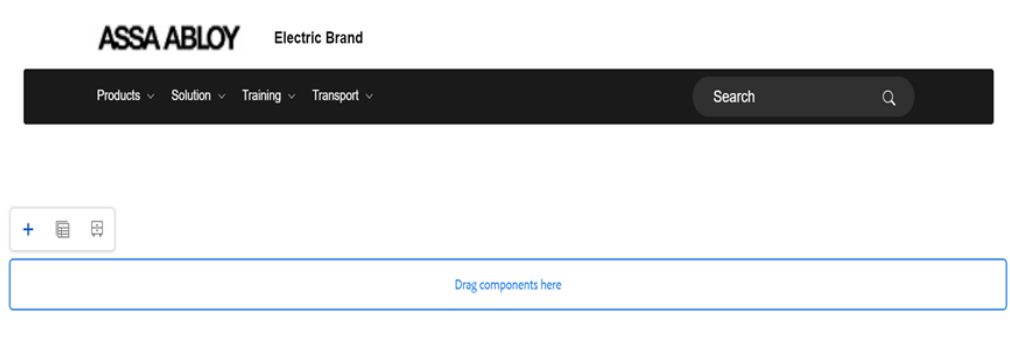 ASSA ABLOY Electric Brand
Products Solution Training Transport Search
Drag components here